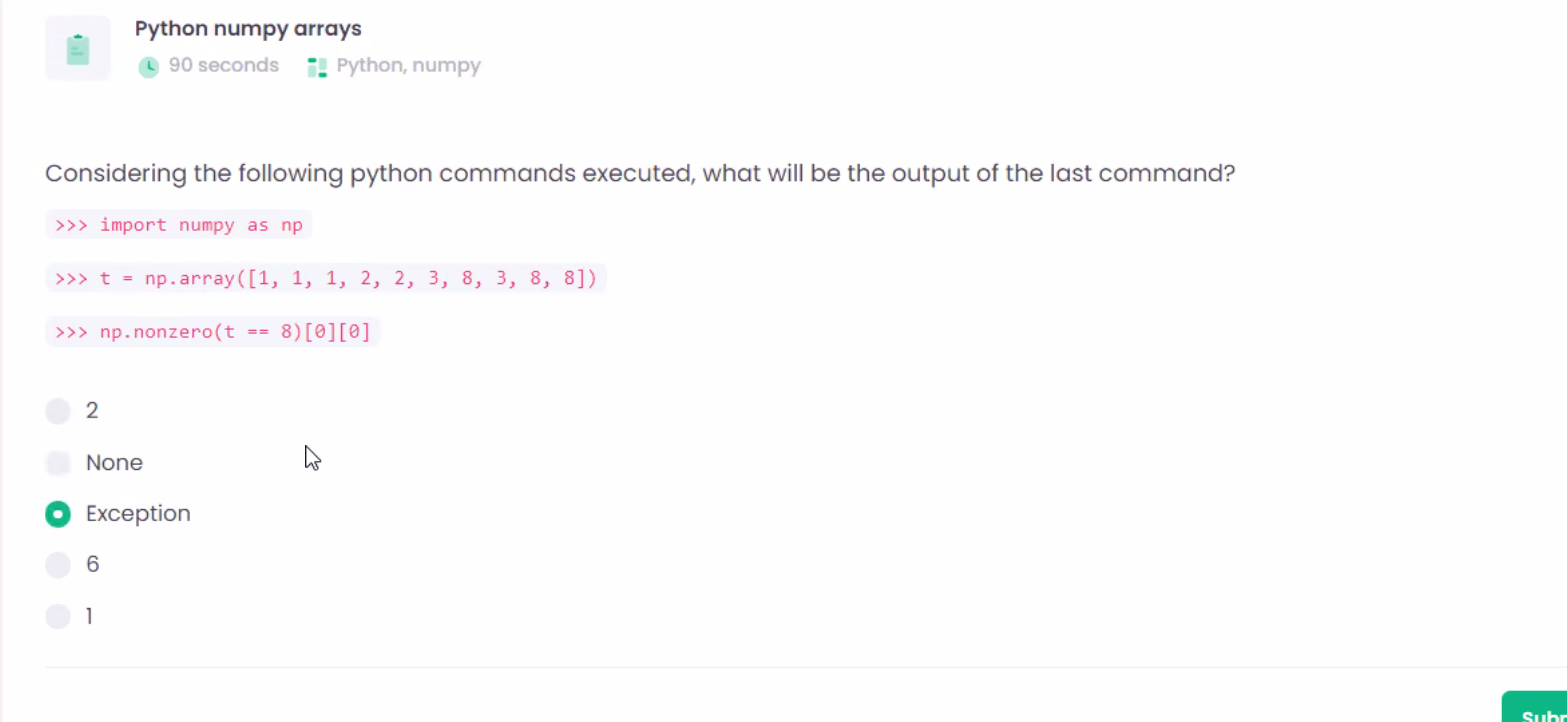 Python numpy arrays
90 seconds Python, numpy
Considering the following python commands executed, what will be the output of the last command?
>>> import numpy as np
>>> t = np.array([1, 1, 1, 2, 2, 3, 8, 3, 8, 8])
>>> np.nonzero(t == 8)[0][0]
2
None
Exception
6
1